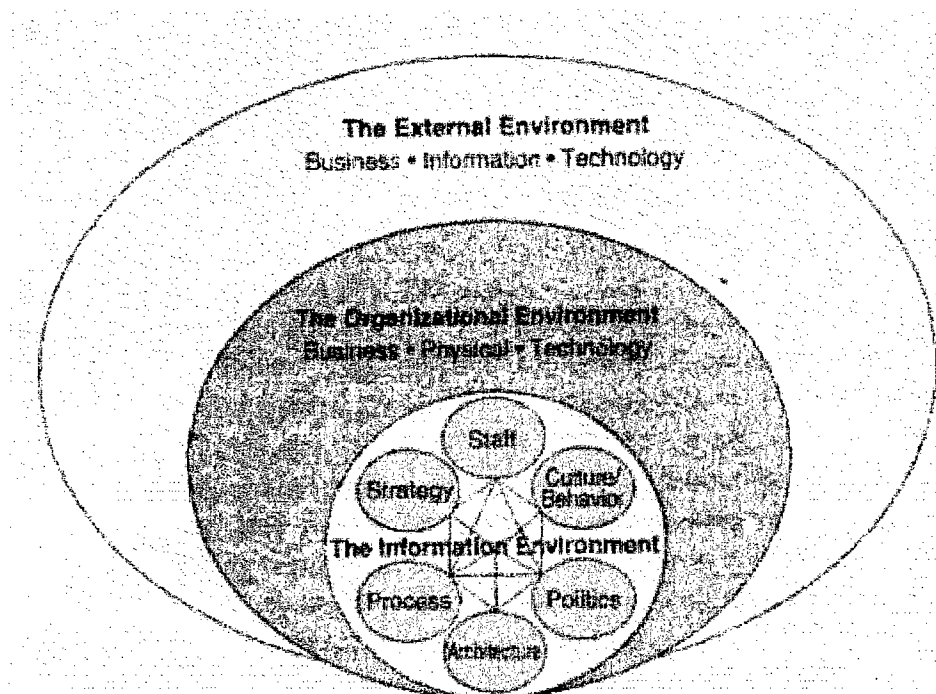 The External Environment
Business • Information • Technology
The Organizational Environment
Business • Physical • Technology
Staff
Strategy
Culture/
Behavior
The Information Environment
Process
Politics
Architecture